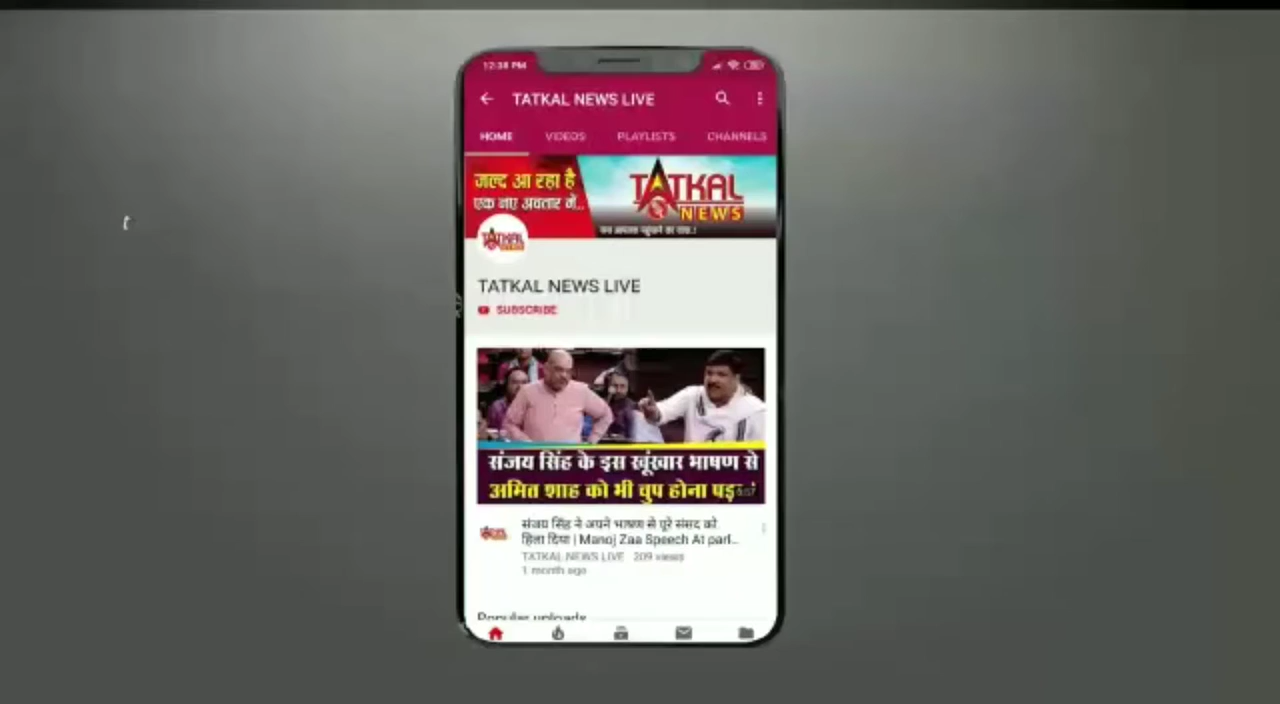 12:38 PM
TATKAL NEWS LIVE
HOME VIDEOS PLAYLISTS CHANNELS
जल्द आ रहा है
एक नए अवतार में..
TATKAL
NEWS
TATKAL
TATKAL NEWS LIVE
SUBSCRIBE
संजय सिंह के इस खूंखार भाषण से
अमित शाह को भी चुप होना पड़
संजय सिंह ने अपने भाषण से पूरे संसद को
हिला दिया | Manoj Zaa Speech At parl..
TATKAL NEWS LIVE 209 views
1 month ago
Popular uploads
t